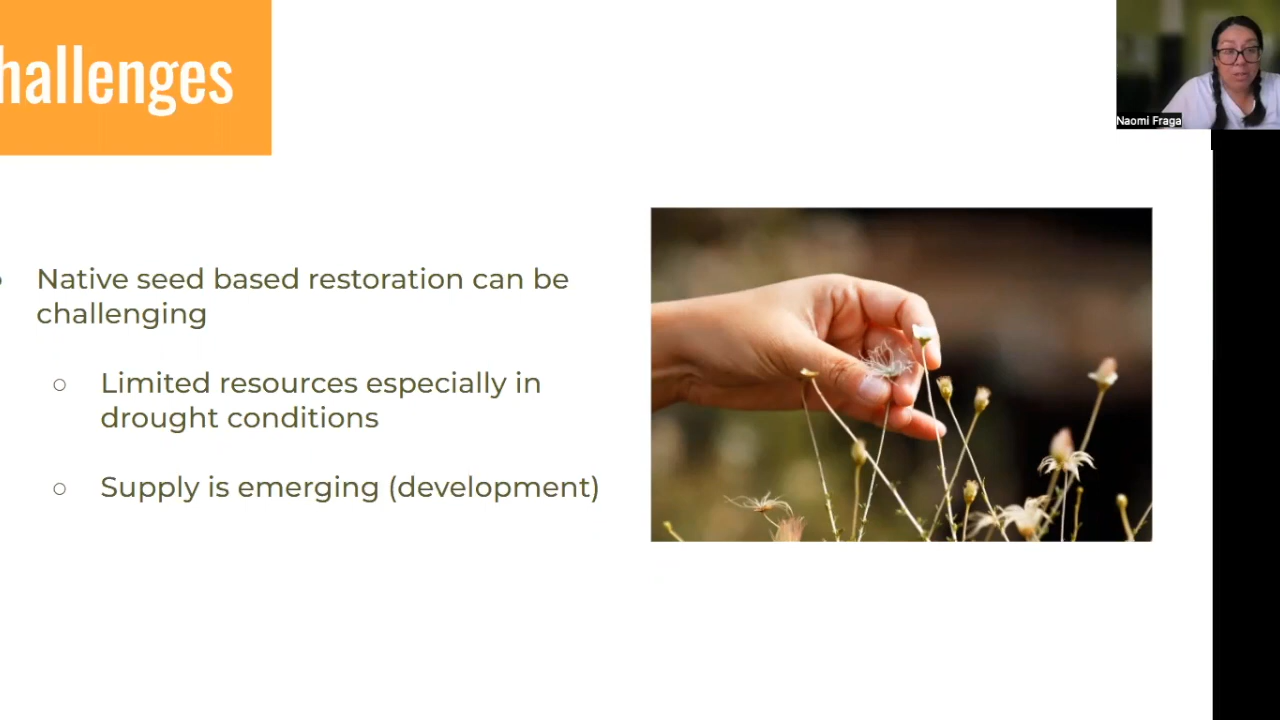 hallenges
Naomi Fraga
Native seed based restoration can be
challenging
○ Limited resources especially in
drought conditions
○ Supply is emerging (development)